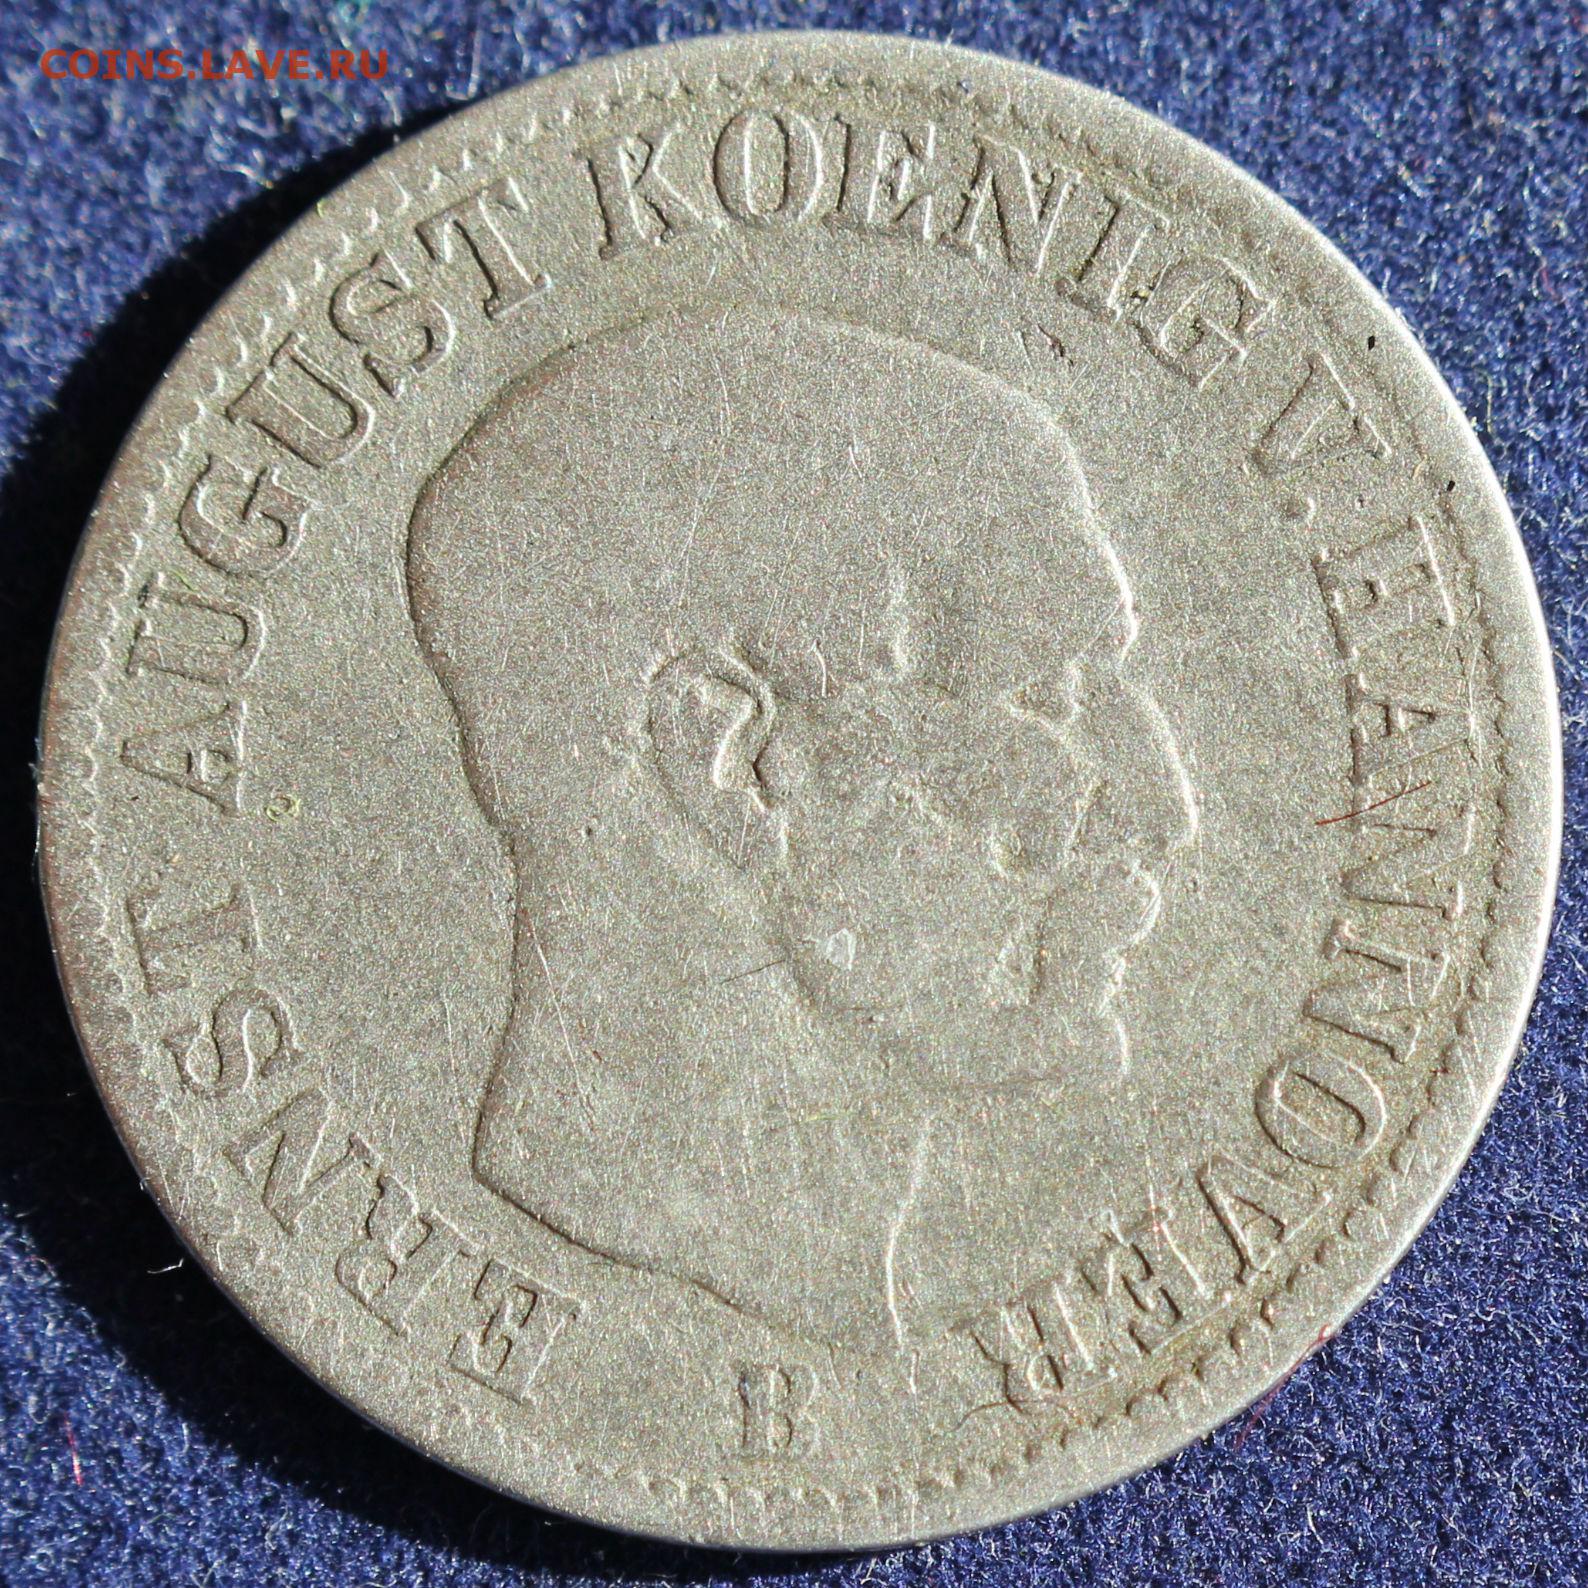 COINS.LAVE.RU
ERNST AUGUST KOENIG V. HANNOVER
B